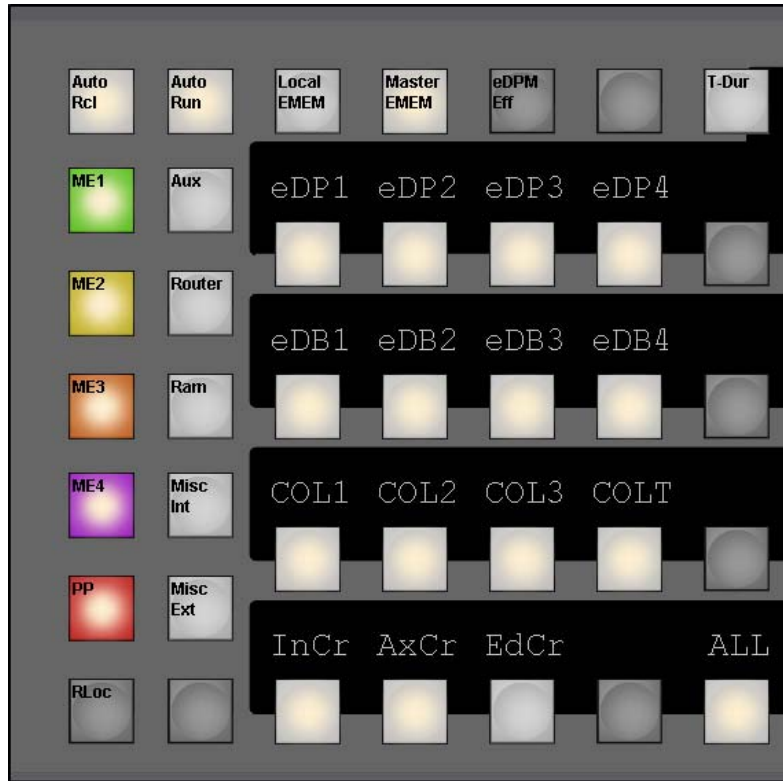 Auto Rcl
Auto Run
Local EMEM
Master EMEM
eDPM Eff
T-Dur
ME1
Aux
eDP1 eDP2 eDP3 eDP4
ME2
Router
eDB1 eDB2 eDB3 eDB4
ME3
Ram
ME4
Misc Int
COL1 COL2 COL3 COLT
PP
Misc Ext
InCr AxCr EdCr ALL
RLoc